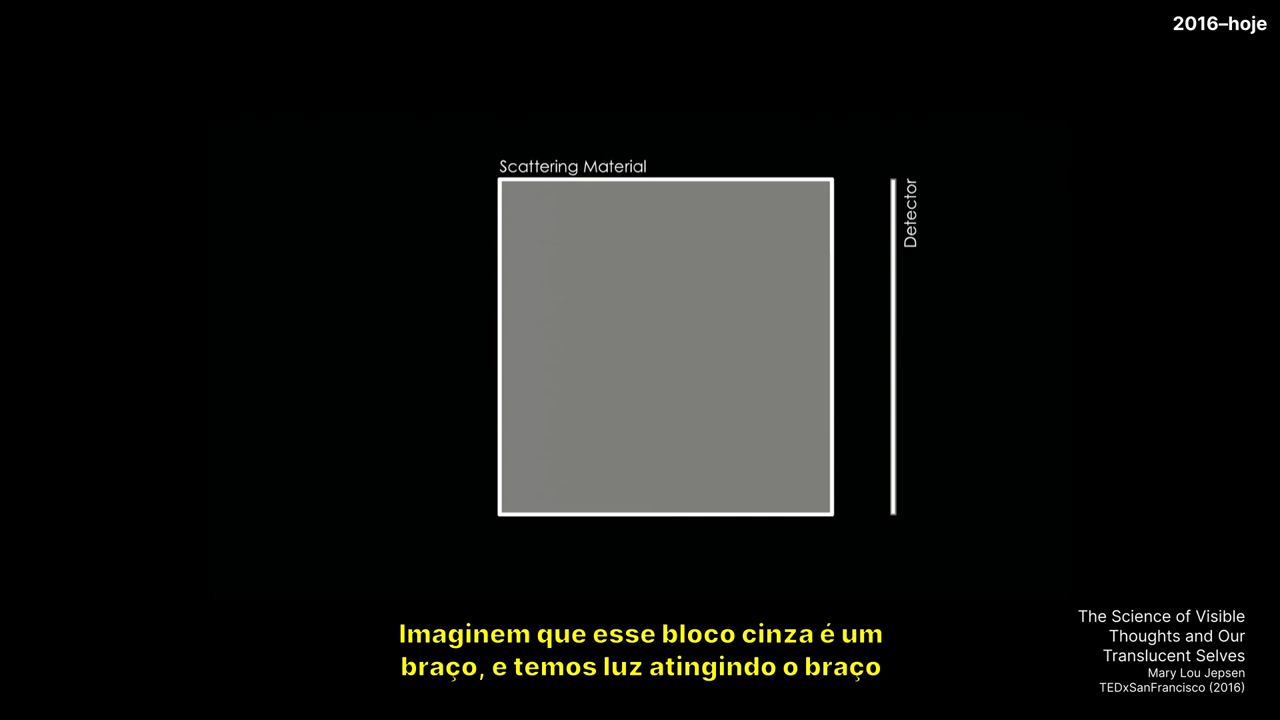 2016–hoje
Scattering Material
Detector
Imaginem que esse bloco cinza é um
braço, e temos luz atingindo o braço
The Science of Visible
Thoughts and Our
Translucent Selves
Mary Lou Jepsen
TEDxSanFrancisco (2016)